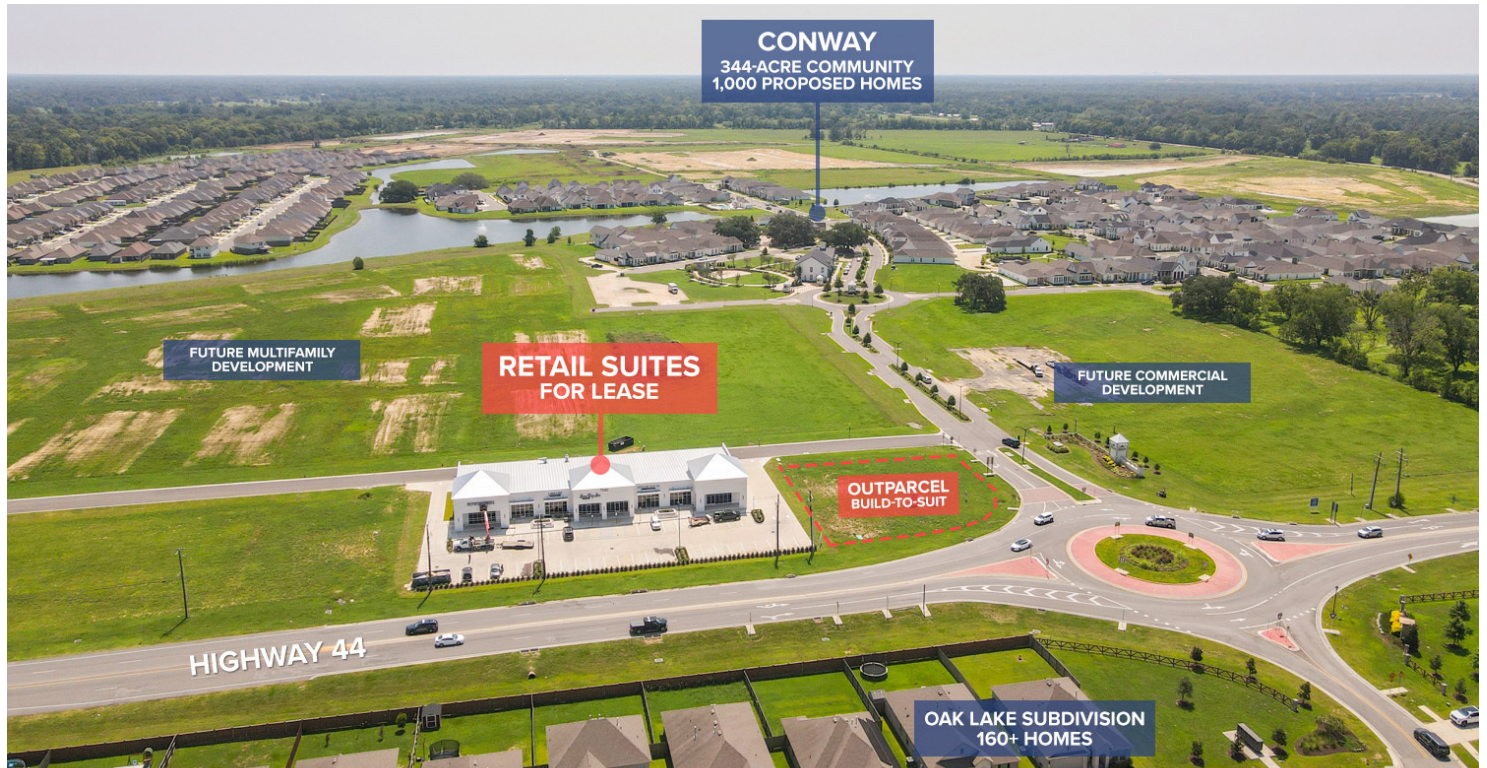 CONWAY
344-ACRE COMMUNITY
1,000 PROPOSED HOMES
FUTURE MULTIFAMILY
DEVELOPMENT
RETAIL SUITES
FOR LEASE
FUTURE COMMERCIAL
DEVELOPMENT
OUTPARCEL
BUILD-TO-SUIT
HIGHWAY 44
OAK LAKE SUBDIVISION
160+ HOMES